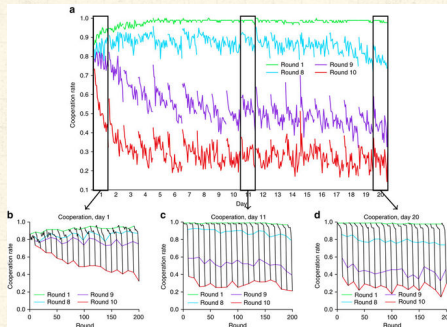 a
1.0
0.9
0.8
0.7
0.6
0.5
0.4
0.3
0.2
0.1
Cooperation rate
Round 1
Round 8
Round 9
Round 10
1 2 3 4 5 6 7 8 9 10 11 12 13 14 15 16 17 18 19 20
Day
b
Cooperation, day 1
1.0
0.8
0.6
0.4
0.2
0.0
Cooperation rate
Round 1
Round 8
Round 9
Round 10
0 50 100 150 200
Round
c
Cooperation, day 11
1.0
0.8
0.6
0.4
0.2
0.0
Cooperation rate
Round 1
Round 8
Round 9
Round 10
0 50 100 150 200
Round
d
Cooperation, day 20
1.0
0.8
0.6
0.4
0.2
0.0
Cooperation rate
Round 1
Round 8
Round 9
Round 10
0 50 100 150 200
Round